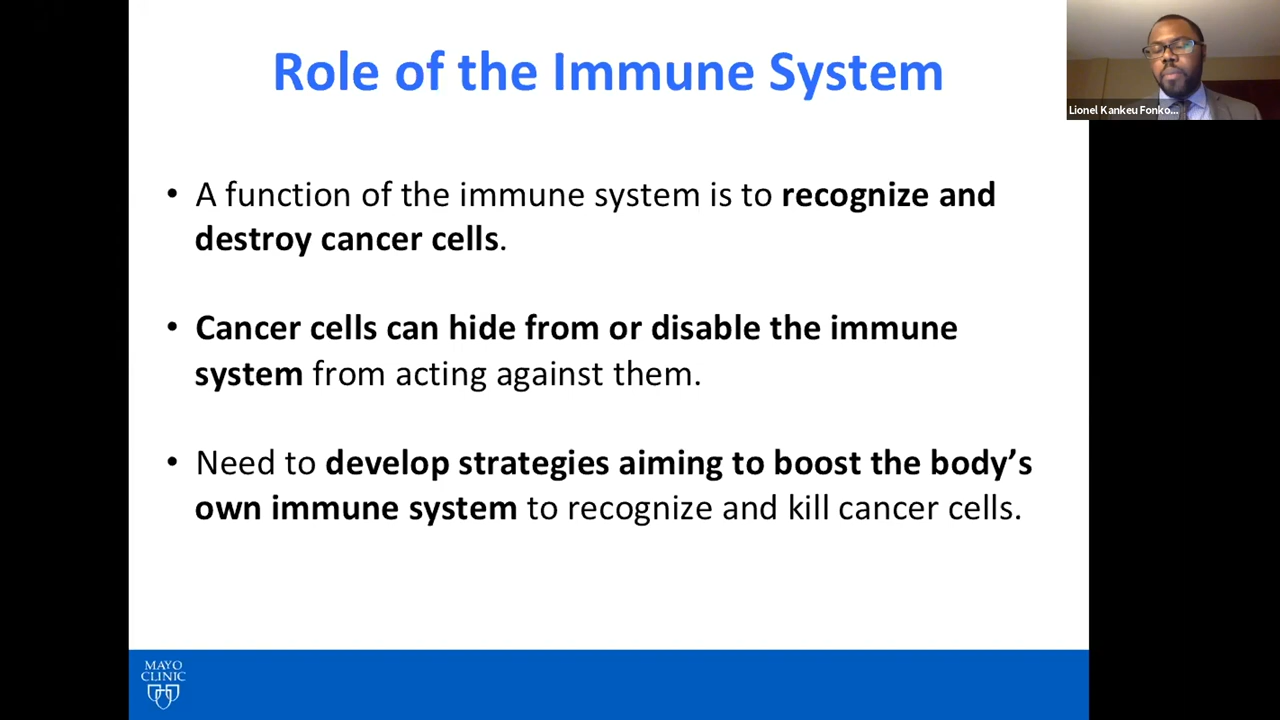 Role of the Immune System
Lionel Kankeu Fonko...
• A function of the immune system is to recognize and
destroy cancer cells.
• Cancer cells can hide from or disable the immune
system from acting against them.
• Need to develop strategies aiming to boost the body’s
own immune system to recognize and kill cancer cells.
MAYO
CLINIC